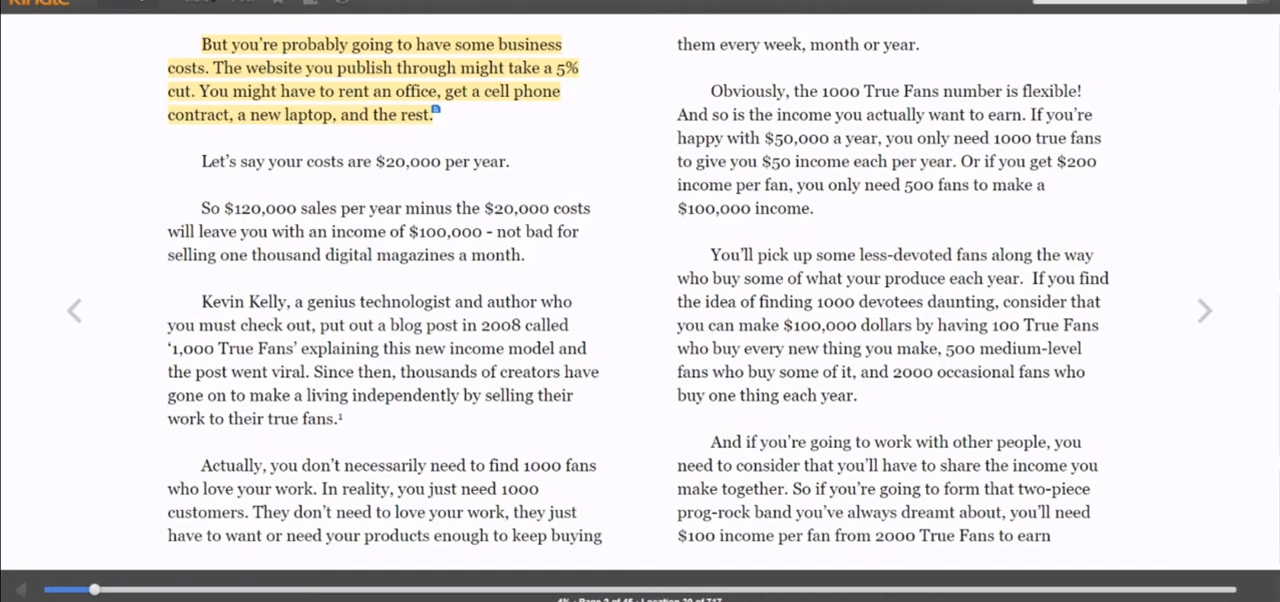 But you're probably going to have some business
costs. The website you publish through might take a 5%
cut. You might have to rent an office, get a cell phone
contract, a new laptop, and the rest.
Let's say your costs are $20,000 per year.
So $120,000 sales per year minus the $20,000 costs
will leave you with an income of $100,000 - not bad for
selling one thousand digital magazines a month.
Kevin Kelly, a genius technologist and author who
you must check out, put out a blog post in 2008 called
‘1,000 True Fans’ explaining this new income model and
the post went viral. Since then, thousands of creators have
gone on to make a living independently by selling their
work to their true fans.¹
Actually, you don't necessarily need to find 1000 fans
who love your work. In reality, you just need 1000
customers. They don't need to love your work, they just
have to want or need your products enough to keep buying
them every week, month or year.
Obviously, the 1000 True Fans number is flexible!
And so is the income you actually want to earn. If you're
happy with $50,000 a year, you only need 1000 true fans
to give you $50 income each per year. Or if you get $200
income per fan, you only need 500 fans to make a
$100,000 income.
You'll pick up some less-devoted fans along the way
who buy some of what your produce each year.  If you find
the idea of finding 1000 devotees daunting, consider that
you can make $100,000 dollars by having 100 True Fans
who buy every new thing you make, 500 medium-level
fans who buy some of it, and 2000 occasional fans who
buy one thing each year.
And if you're going to work with other people, you
need to consider that you'll have to share the income you
make together. So if you're going to form that two-piece
prog-rock band you've always dreamt about, you'll need
$100 income per fan from 2000 True Fans to earn